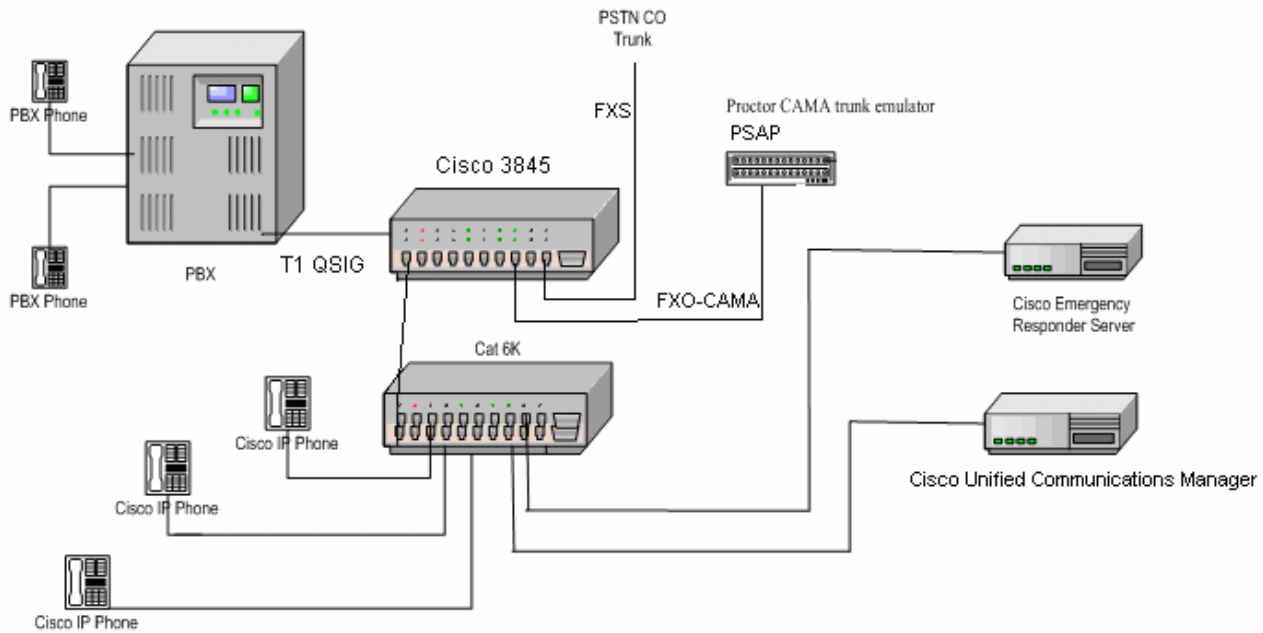 PSTN CO
Trunk
PBX Phone
FXS
Proctor CAMA trunk emulator
PSAP
Cisco 3845
T1 QSIG
PBX
PBX Phone
FXO-CAMA
Cisco Emergency
Responder Server
Cat 6K
Cisco IP Phone
Cisco Unified Communications Manager
Cisco IP Phone
Cisco IP Phone